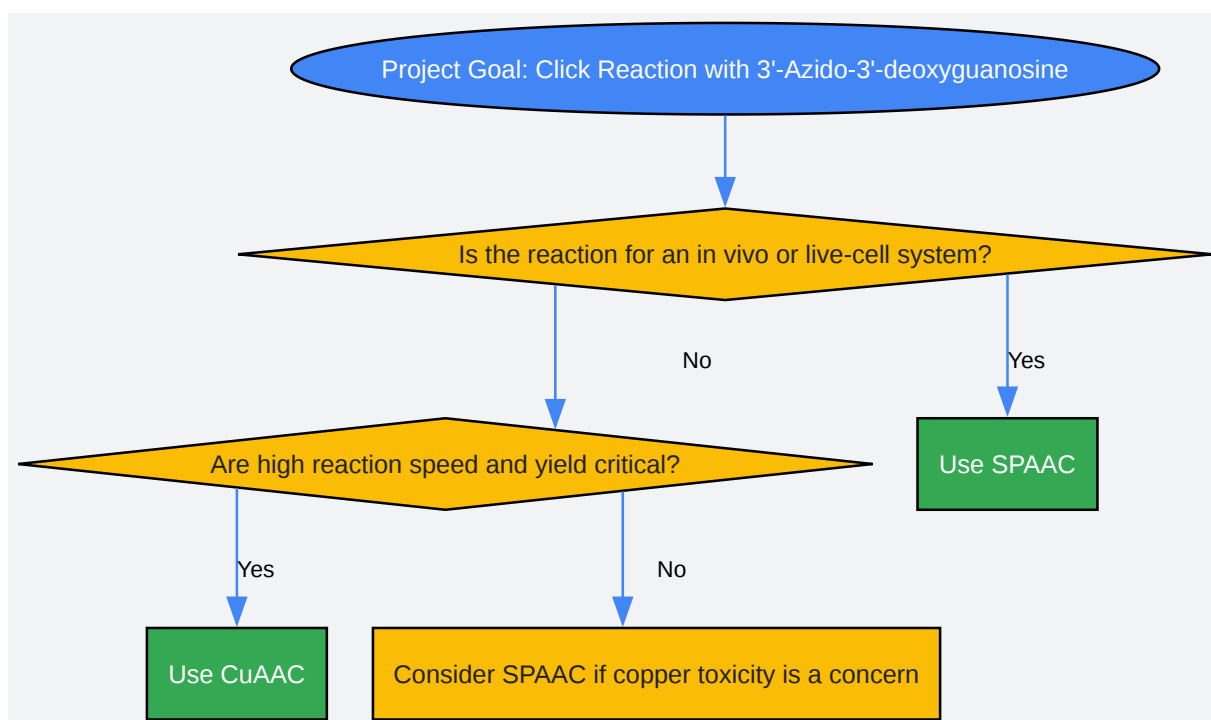 Project Goal: Click Reaction with 3'-Azido-3'-deoxyguanosine
Is the reaction for an in vivo or live-cell system?
No
Yes
Are high reaction speed and yield critical?
Use SPAAC
Yes
No
Use CuAAC
Consider SPAAC if copper toxicity is a concern